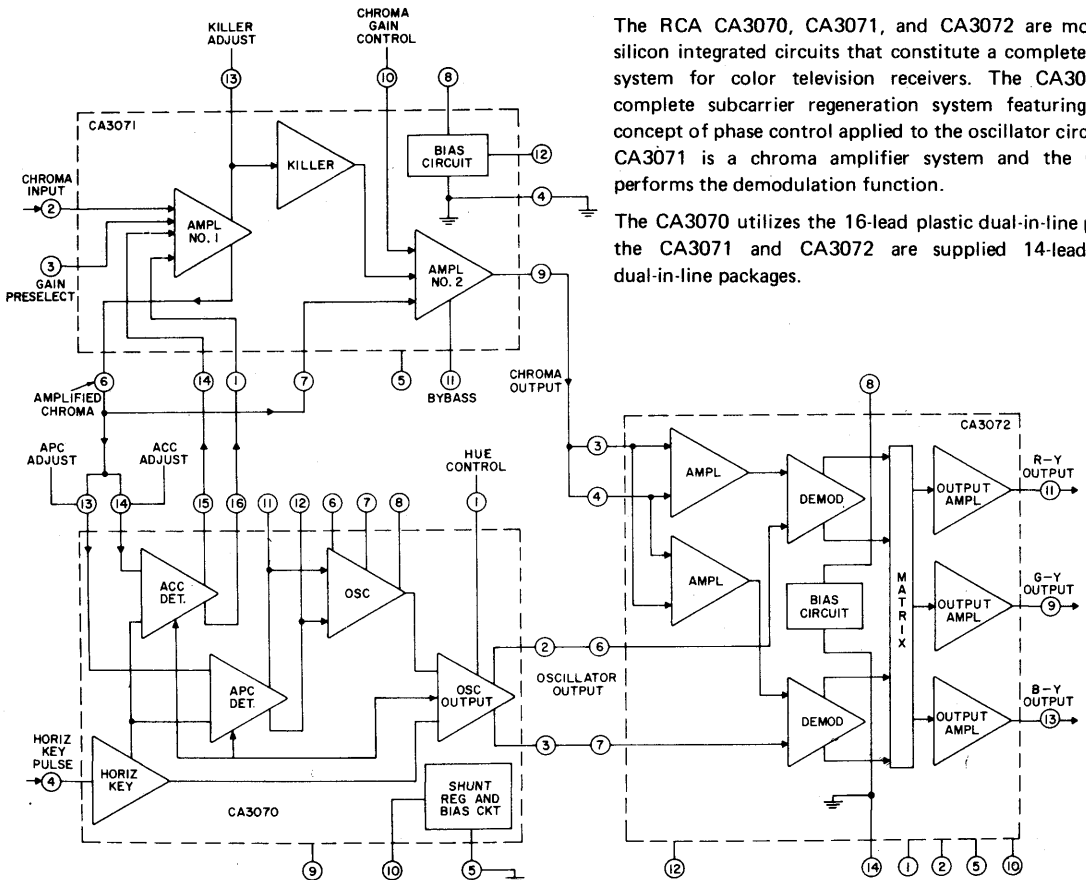 The RCA CA3070, CA3071, and CA3072 are mo
silicon integrated circuits that constitute a complete
system for color television receivers. The CA30
complete subcarrier regeneration system featuring
concept of phase control applied to the oscillator circ
CA3071 is a chroma amplifier system and the
performs the demodulation function.
The CA3070 utilizes the 16-lead plastic dual-in-line p
the CA3071 and CA3072 are supplied 14-lead
dual-in-line packages.
KILLER
ADJUST
13
CHROMA
GAIN
CONTROL
10
8
CA3071
CHROMA
INPUT
2
3
GAIN
PRESELECT
AMPL
NO. 1
KILLER
BIAS
CIRCUIT
12
4
AMPL
NO. 2
9
6
AMPLIFIED
CHROMA
14
1
7
5
11
BYPASS
CHROMA
OUTPUT
APC
ADJUST
ACC
ADJUST
13
14
15
16
11
12
6
7
8
HUE
CONTROL
1
ACC
DET.
OSC
APC
DET.
OSC
OUTPUT
HORIZ
KEY
PULSE
4
HORIZ
KEY
CA3070
SHUNT
REG AND
BIAS CKT
9
10
5
2
6
OSCILLATOR
OUTPUT
3
7
8
CA3072
3
4
AMPL
AMPL
DEMOD
BIAS
CIRCUIT
DEMOD
MATRIX
OUTPUT
AMPL
R-Y
OUTPUT
11
OUTPUT
AMPL
G-Y
OUTPUT
9
OUTPUT
AMPL
B-Y
OUTPUT
13
12
14
1
2
5
10